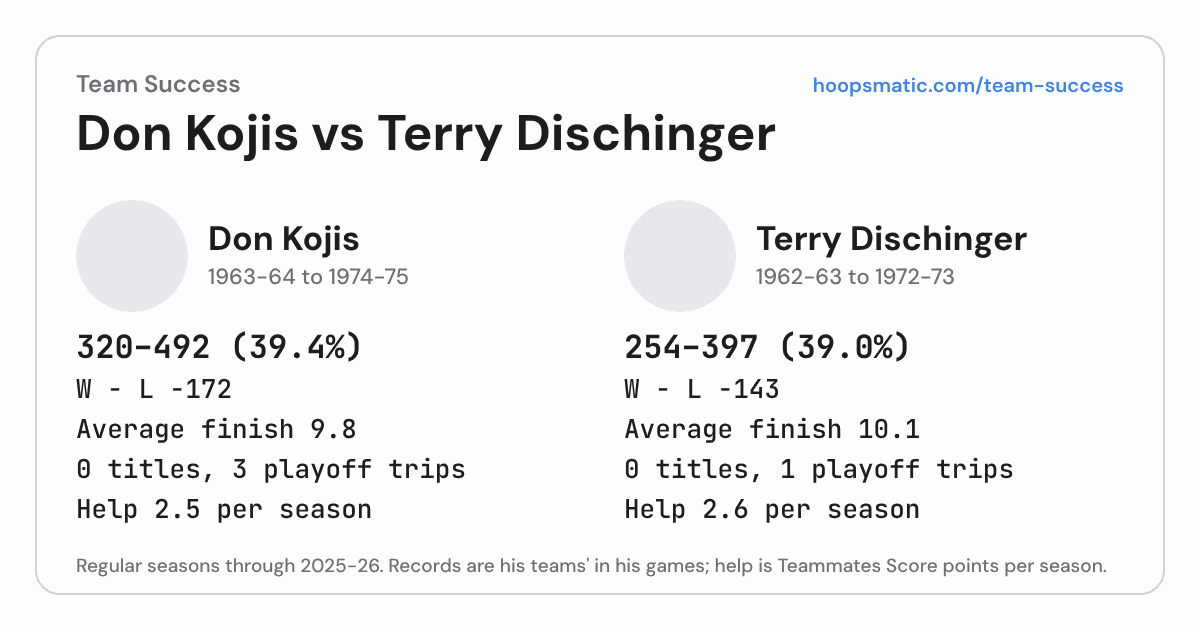 Team Success
hoopsmatic.com/team-success
Don Kojis vs Terry Dischinger
Don Kojis
1963-64 to 1974-75
320-492 (39.4%)
W - L -172
Average finish 9.8
0 titles, 3 playoff trips
Help 2.5 per season
Terry Dischinger
1962-63 to 1972-73
254-397 (39.0%)
W - L -143
Average finish 10.1
0 titles, 1 playoff trips
Help 2.6 per season
Regular seasons through 2025-26. Records are his teams' in his games; help is Teammates Score points per season.